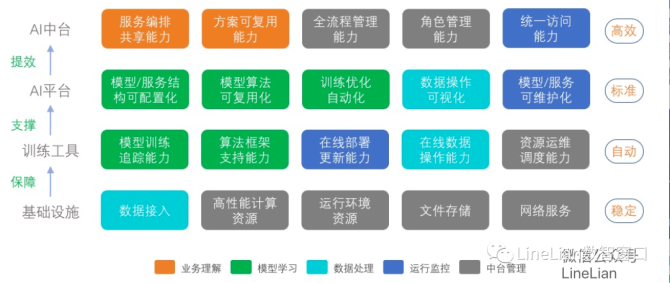 AI中台
服务编排
共享能力
方案可复用
能力
全流程管理
能力
角色管理
能力
统一访问
能力
高效
提效
AI平台
模型/服务结
构可配置化
模型算法
可复用化
训练优化
自动化
数据操作
可视化
模型/服务
可维护化
标准
支撑
训练工具
模型训练
追踪能力
算法框架
支持能力
在线部署
更新能力
在线数据
操作能力
资源运维
调度能力
自动
保障
基础设施
数据接入
高性能计算
资源
运行环境
资源
文件存储
网络服务
稳定
业务理解
模型学习
数据处理
运行监控
中台管理
LineLian
LineLian